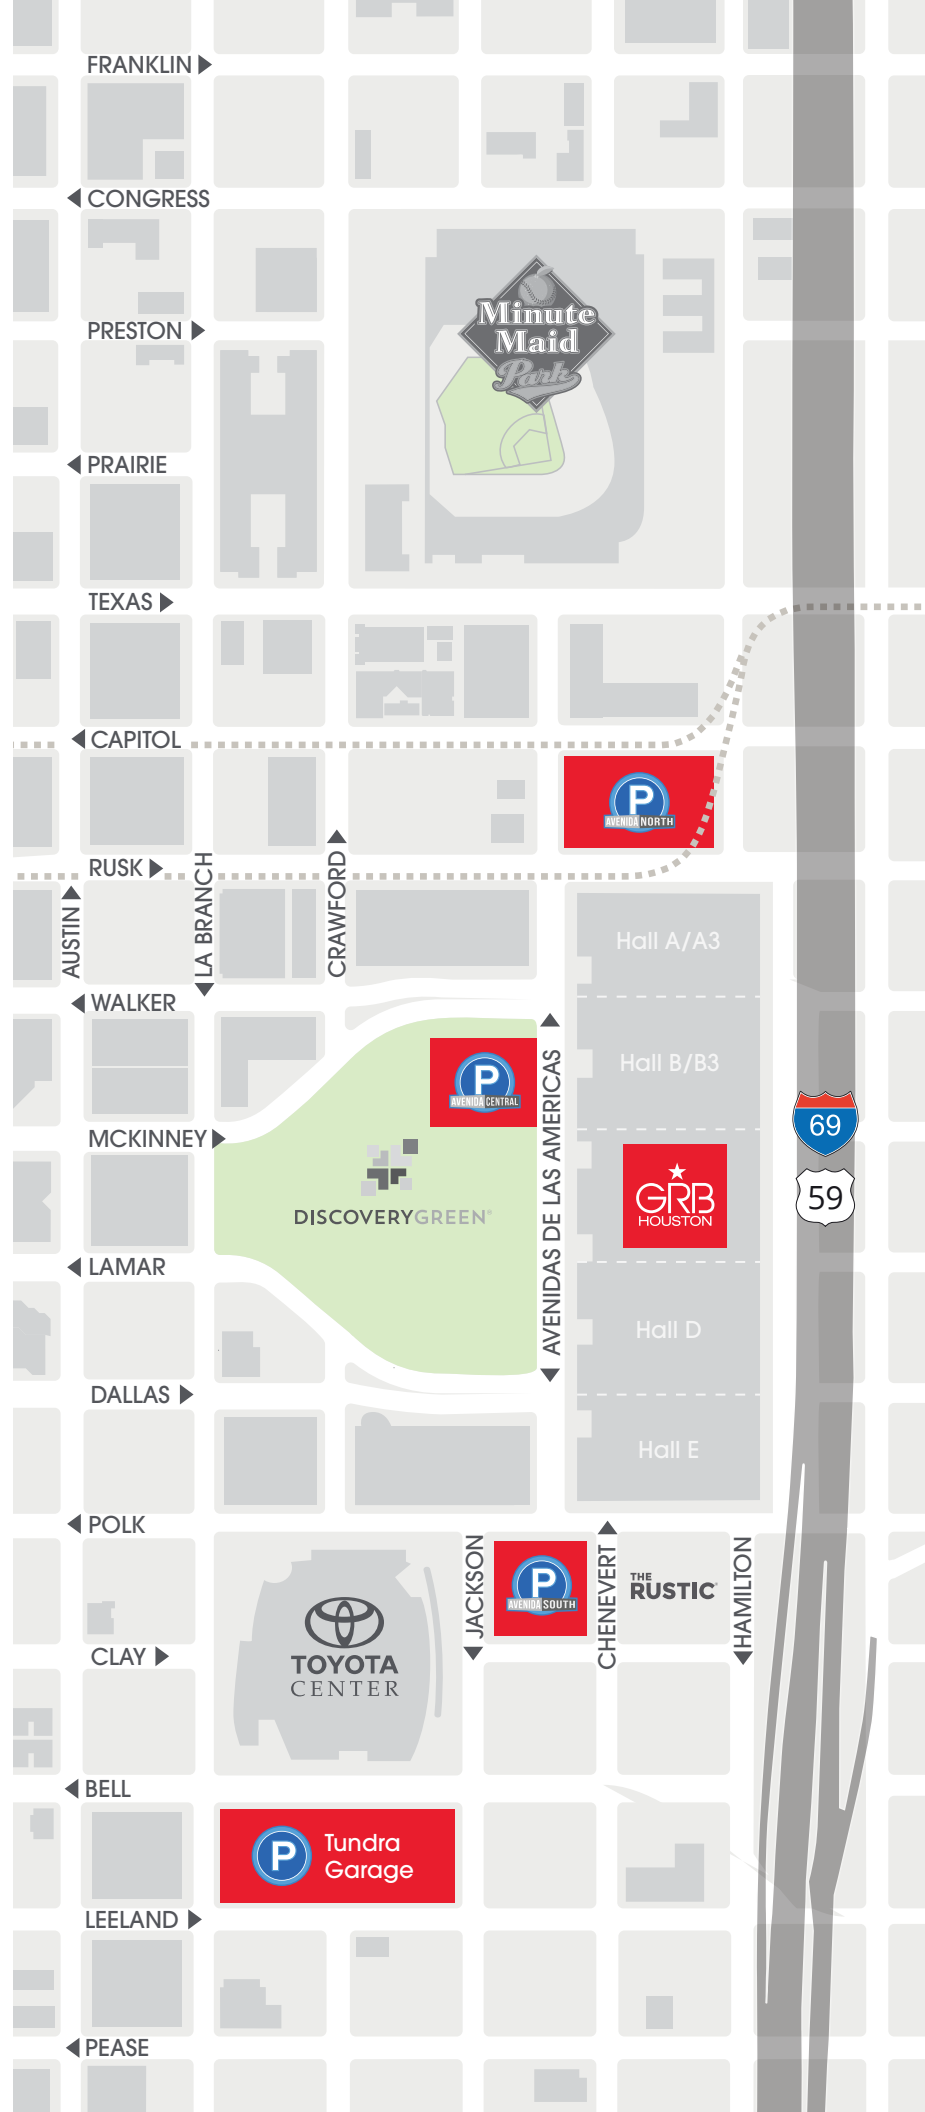 FRANKLIN
CONGRESS
Minute
Maid
Park
PRESTON
PRAIRIE
TEXAS
CAPITOL
P
AVENIDA NORTH
RUSK
AUSTIN
LA BRANCH
CRAWFORD
Hall A/A3
WALKER
AVENIDAS DE LAS AMERICAS
Hall B/B3
P
AVENIDA CENTRAL
69
MCKINNEY
GRB
HOUSTON
59
DISCOVERYGREEN®
LAMAR
Hall D
DALLAS
Hall E
POLK
JACKSON
P
AVENIDA SOUTH
CHENEVERT
THE
RUSTIC
HAMILTON
TOYOTA
CENTER
CLAY
BELL
P
Tundra
Garage
LEELAND
PEASE